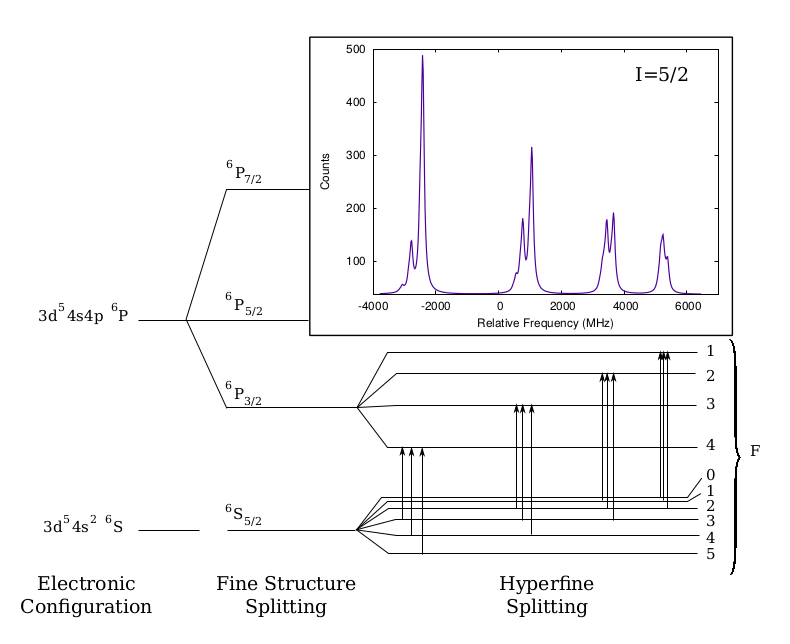 500
400
300
200
100
Counts
I=5/2
-4000 -2000 0 2000 4000 6000
Relative Frequency (MHz)
⁶P₇/₂
⁶P₅/₂
3d⁵4s4p ⁶P
⁶P₃/₂
1
2
3
4
F
0
1
2
3
4
5
⁶S₅/₂
3d⁵4s² ⁶S
Electronic
Configuration
Fine Structure
Splitting
Hyperfine
Splitting